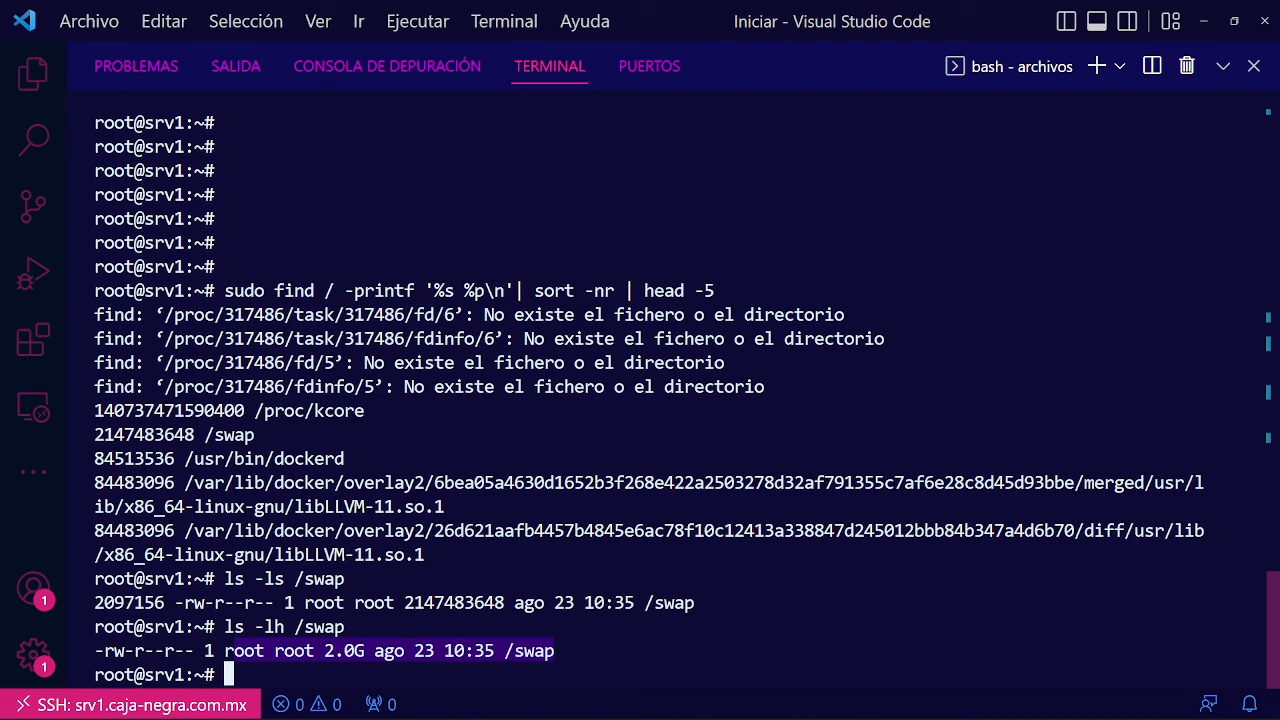 Archivo Editar Selección Ver Ir Ejecutar Terminal Ayuda Iniciar - Visual Studio Code
PROBLEMAS SALIDA CONSOLA DE DEPURACIÓN TERMINAL PUERTOS bash - archivos
root@srv1:~#
root@srv1:~#
root@srv1:~#
root@srv1:~#
root@srv1:~#
root@srv1:~#
root@srv1:~#
root@srv1:~# sudo find / -printf '%s %p\n'| sort -nr | head -5
find: ‘/proc/317486/task/317486/fd/6’: No existe el fichero o el directorio
find: ‘/proc/317486/task/317486/fdinfo/6’: No existe el fichero o el directorio
find: ‘/proc/317486/fd/5’: No existe el fichero o el directorio
find: ‘/proc/317486/fdinfo/5’: No existe el fichero o el directorio
140737471590400 /proc/kcore
2147483648 /swap
84513536 /usr/bin/dockerd
84483096 /var/lib/docker/overlay2/6bea05a4630d1652b3f268e422a2503278d32af791355c7af6e28c8d45d93bbe/merged/usr/l
ib/x86_64-linux-gnu/libLLVM-11.so.1
84483096 /var/lib/docker/overlay2/26d621aafb4457b4845e6ac78f10c12413a338847d245012bbb84b347a4d6b70/diff/usr/lib
/x86_64-linux-gnu/libLLVM-11.so.1
root@srv1:~# ls -ls /swap
2097156 -rw-r--r-- 1 root root 2147483648 ago 23 10:35 /swap
root@srv1:~# ls -lh /swap
-rw-r--r-- 1 root root 2.0G ago 23 10:35 /swap
root@srv1:~#
1
1
SSH: srv1.caja-negra.com.mx 0 0 0